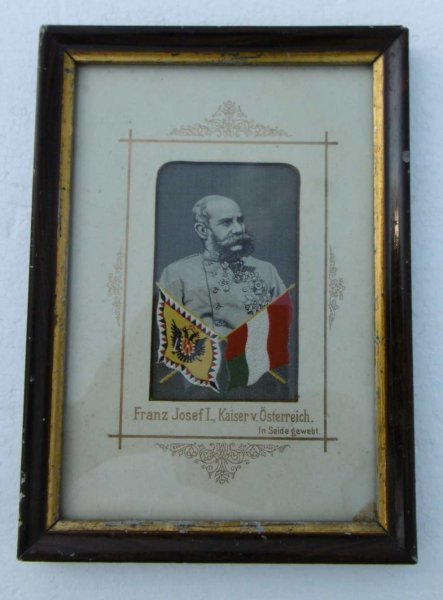 Franz Josef I., Kaiser v. Österreich.
In Seide gewebt.